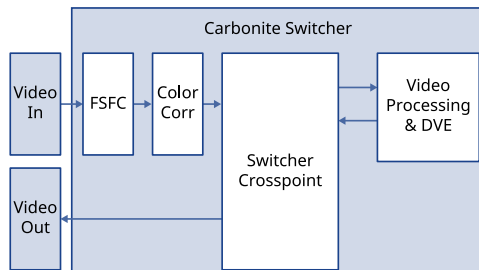 Carbonite Switcher
Video
In
FSFC
Color
Corr
Switcher
Crosspoint
Video
Processing
& DVE
Video
Out